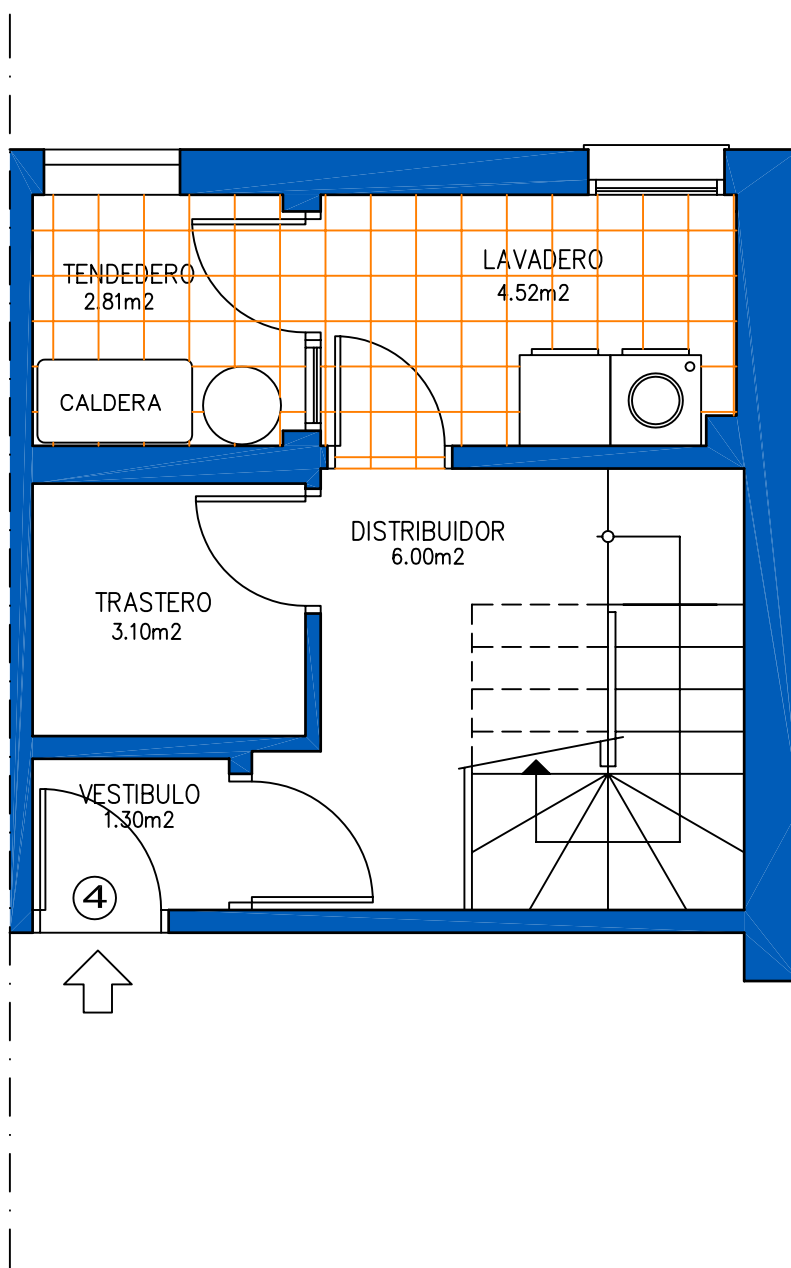 TENDEDERO
2.81m2
LAVADERO
4.52m2
CALDERA
DISTRIBUIDOR
6.00m2
TRASTERO
3.10m2
VESTIBULO
1.30m2
4